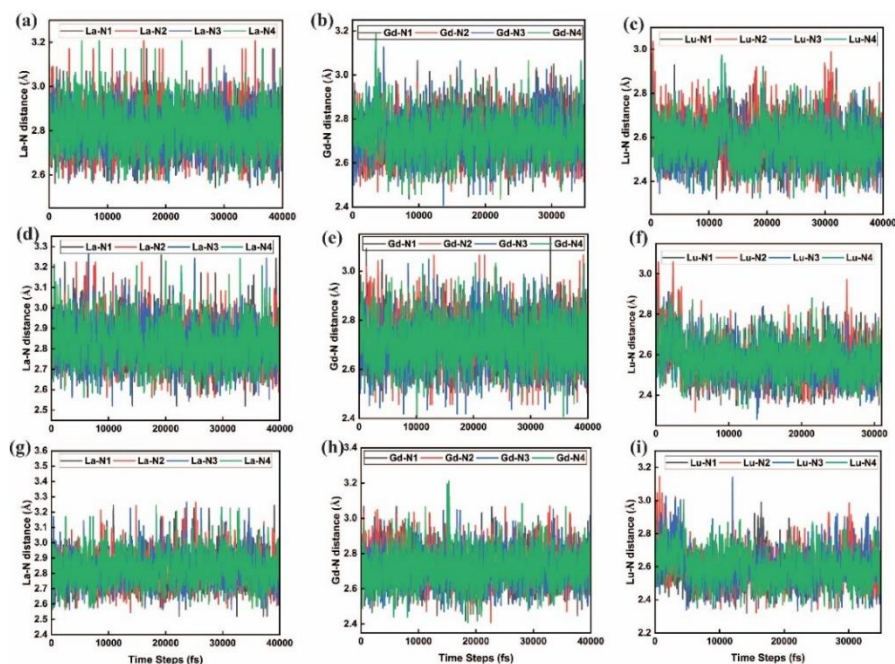 (a)
La-N1 La-N2 La-N3 La-N4
La-N distance (Å)
3.2
3.0
2.8
2.6
0 10000 20000 30000 40000
(b)
Gd-N1 Gd-N2 Gd-N3 Gd-N4
Gd-N distance (Å)
3.2
3.0
2.8
2.6
2.4
0 10000 20000 30000
(c)
Lu-N1 Lu-N2 Lu-N3 Lu-N4
Lu-N distance (Å)
3.0
2.8
2.6
2.4
0 10000 20000 30000 40000
(d)
La-N1 La-N2 La-N3 La-N4
La-N distance (Å)
3.3
3.2
3.1
3.0
2.9
2.8
2.7
2.6
2.5
0 10000 20000 30000 40000
(e)
Gd-N1 Gd-N2 Gd-N3 Gd-N4
Gd-N distance (Å)
3.0
2.8
2.6
2.4
0 10000 20000 30000 40000
(f)
Lu-N1 Lu-N2 Lu-N3 Lu-N4
Lu-N distance (Å)
3.2
3.0
2.8
2.6
2.4
0 10000 20000 30000
(g)
La-N1 La-N2 La-N3 La-N4
La-N distance (Å)
3.6
3.5
3.4
3.3
3.2
3.1
3.0
2.9
2.8
2.7
2.6
2.5
2.4
0 10000 20000 30000 40000
Time Steps (fs)
(h)
Gd-N1 Gd-N2 Gd-N3 Gd-N4
Gd-N distance (Å)
3.4
3.2
3.0
2.8
2.6
2.4
0 10000 20000 30000 40000
Time Steps (fs)
(i)
Lu-N1 Lu-N2 Lu-N3 Lu-N4
Lu-N distance (Å)
3.2
3.0
2.8
2.6
2.4
2.2
0 10000 20000 30000
Time Steps (fs)